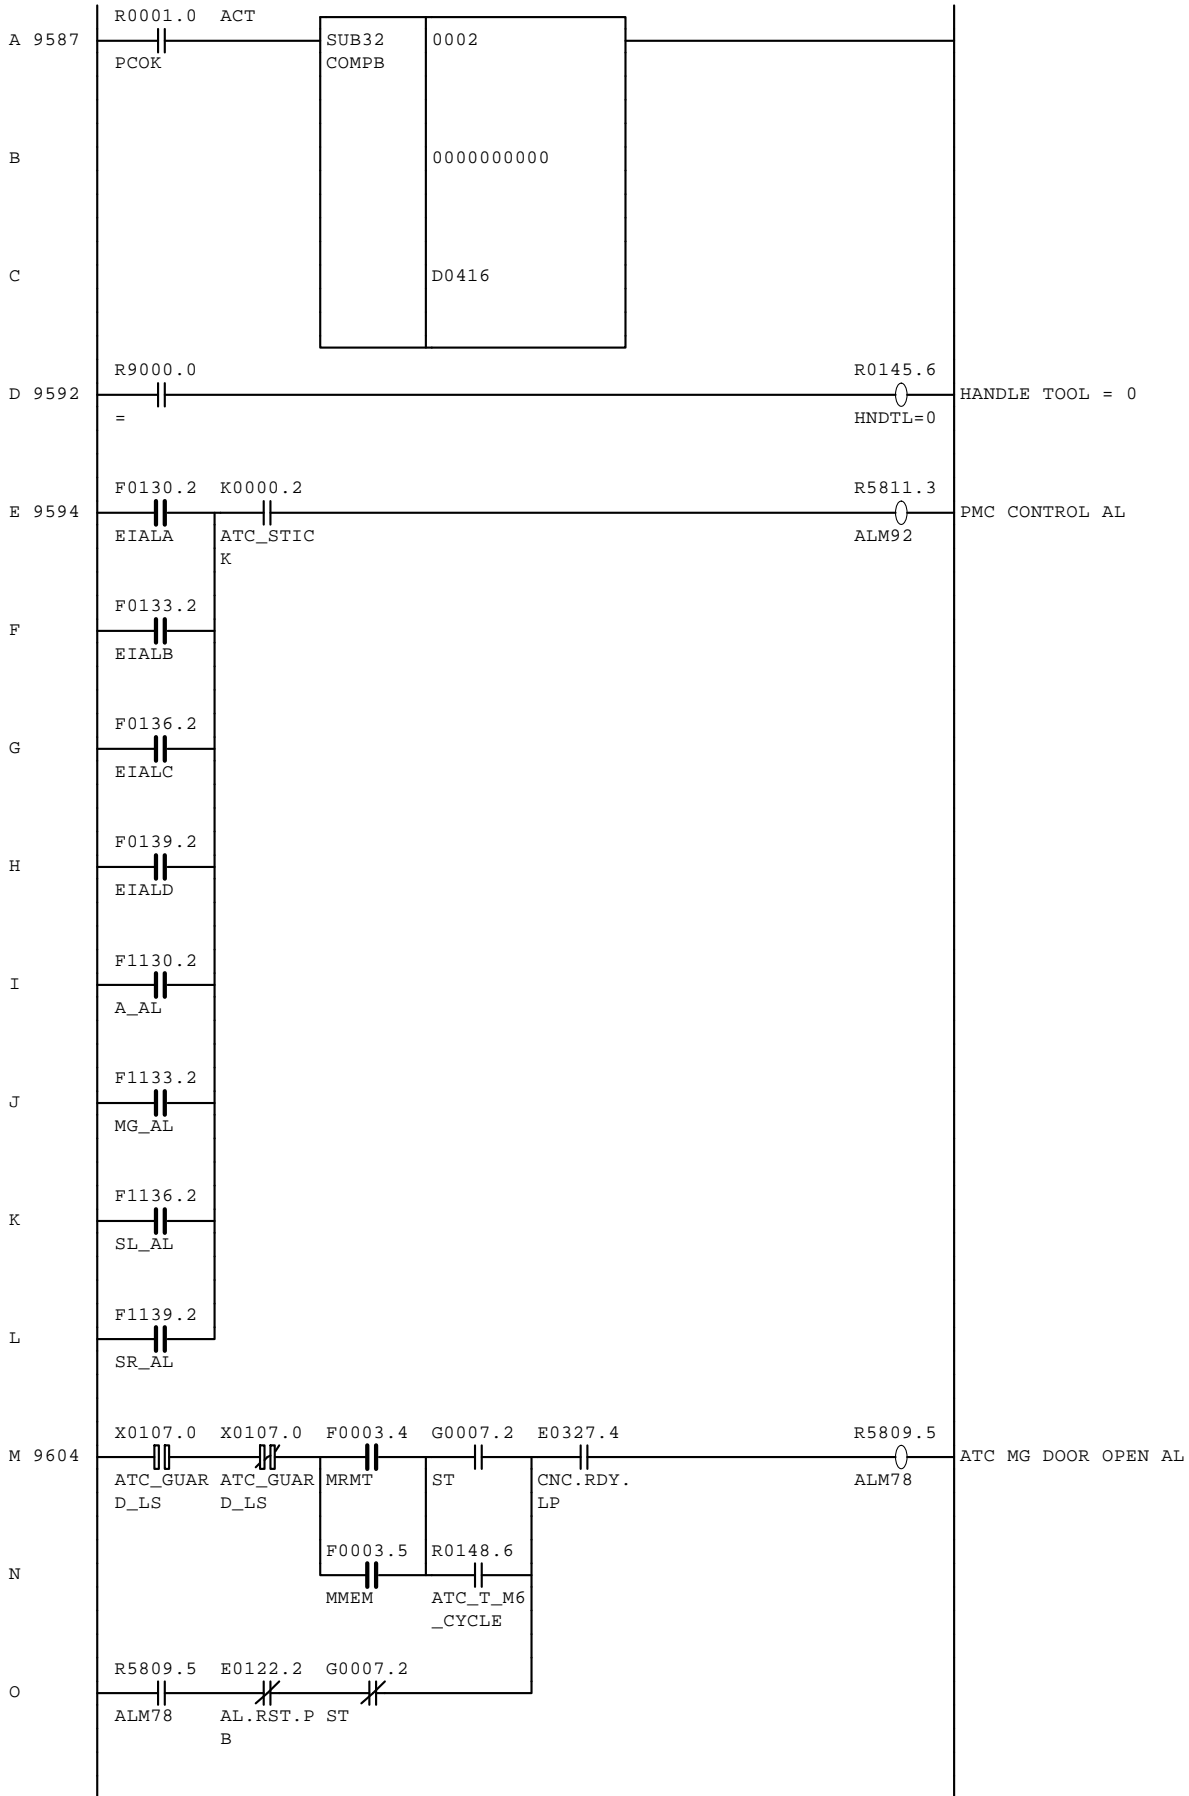 R0001.0 ACT
A 9587 SUB32 0002
PCOK COMPB
B 0000000000
C D0416
R9000.0 R0145.6
D 9592 HANDLE TOOL = 0
= HNDTL=0
F0130.2 K0000.2 R5811.3
E 9594 PMC CONTROL AL
EIALA ATC_STIC ALM92
K
F0133.2
F
EIALB
F0136.2
G
EIALC
F0139.2
H
EIALD
F1130.2
I
A_AL
F1133.2
J
MG_AL
F1136.2
K
SL_AL
F1139.2
L
SR_AL
X0107.0 X0107.0 F0003.4 G0007.2 E0327.4 R5809.5
M 9604 ATC MG DOOR OPEN AL
ATC_GUAR ATC_GUAR MRMT ST CNC.RDY. ALM78
D_LS D_LS LP
F0003.5 R0148.6
N
MMEM ATC_T_M6
_CYCLE
R5809.5 E0122.2 G0007.2
O
ALM78 AL.RST.P ST
B